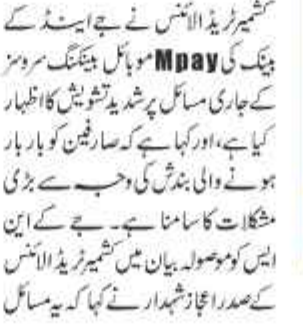 کشمیر ٹریڈ الائنس نے جے اینڈ کے
بینک کی Mpay موبائل بینکنگ سروسز
کے جاری مسائل پر شدید تشویش کا اظہار
کیا ہے، اور کہا ہے کہ صارفین کو بار بار
ہونے والی بندش کی وجہ سے بڑی
مشکلات کا سامنا ہے۔ جے کے این
ایس کو موصولہ بیان میں کشمیر ٹریڈ الائنس
کے صدر اعجاز شہدار نے کہا کہ یہ مسائل